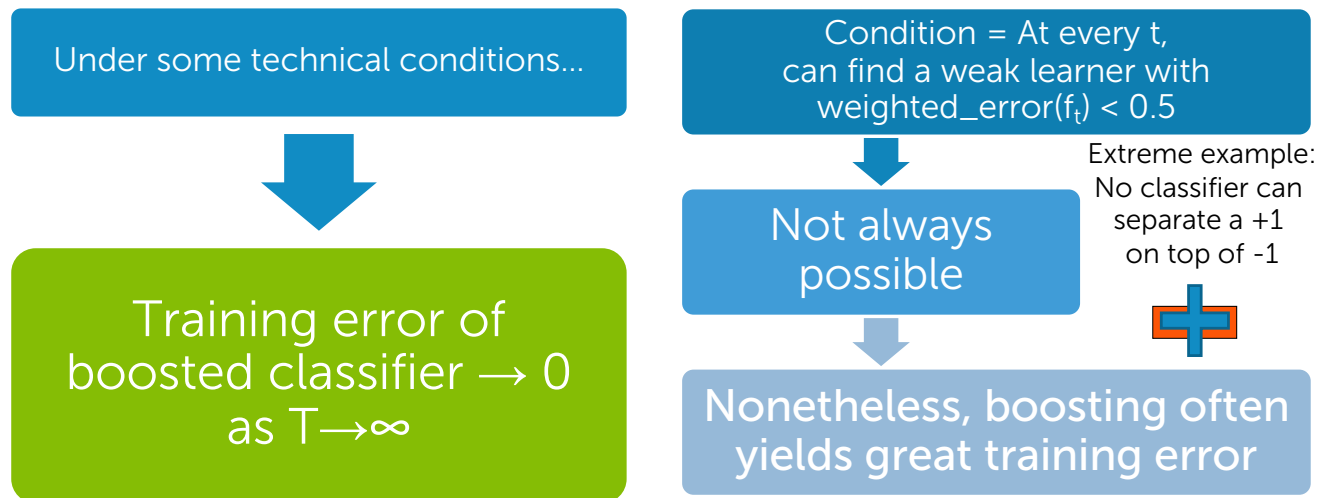 Under some technical conditions...
Training error of
boosted classifier → 0
as T→∞
Condition = At every t,
can find a weak learner with
weighted_error(fₜ) < 0.5
Not always
possible
Extreme example:
No classifier can
separate a +1
on top of -1
Nonetheless, boosting often
yields great training error